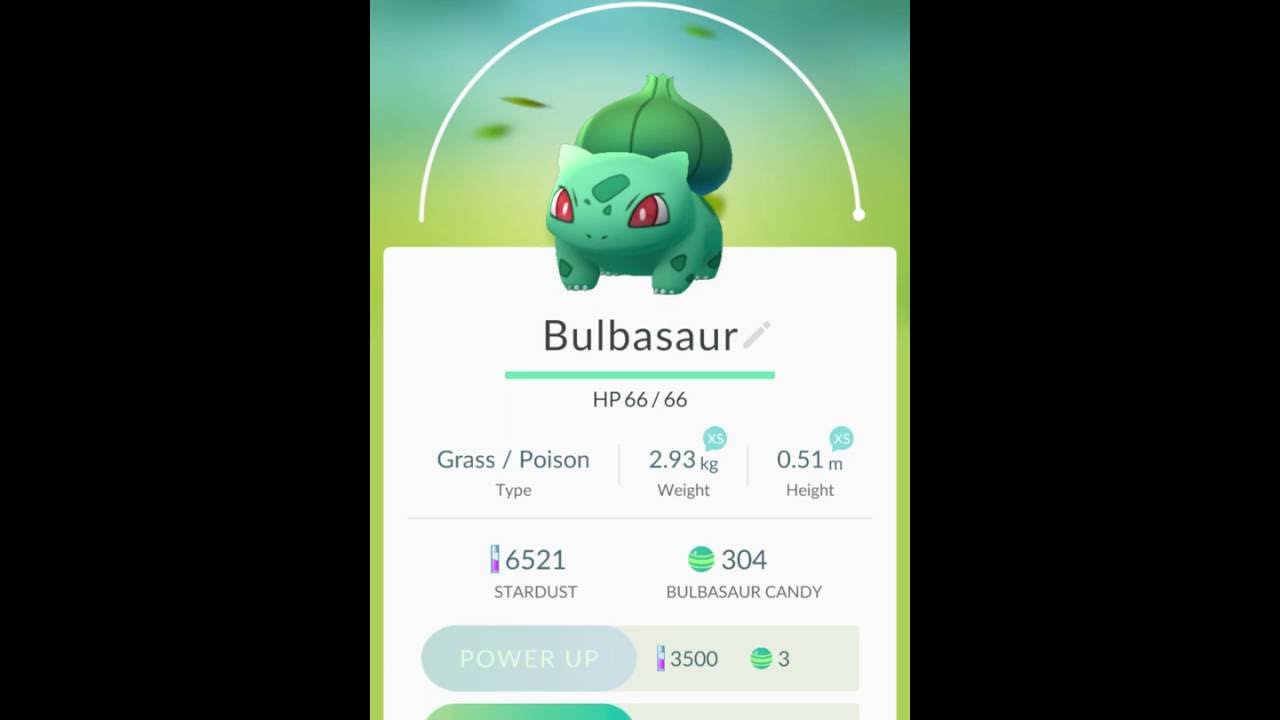 Bulbasaur
HP 66 / 66
XS XS
Grass / Poison 2.93 kg 0.51 m
Type Weight Height
6521 304
STARDUST BULBASAUR CANDY
POWER UP 3500 3